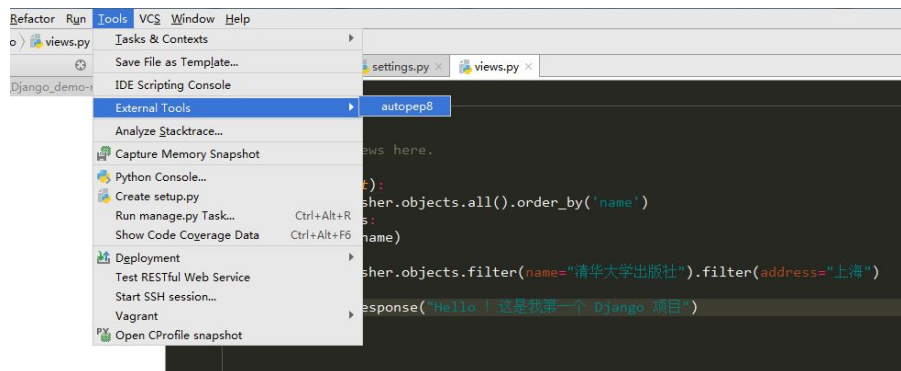 Refactor Run Tools VCS Window Help
views.py
Tasks & Contexts
Save File as Template...
settings.py × views.py ×
IDE Scripting Console
Django_demo-
External Tools
autopep8
Analyze Stacktrace...
Capture Memory Snapshot
ews here.
Python Console...
t):
Create setup.py
sher.objects.all().order_by('name')
Run manage.py Task... Ctrl+Alt+R
s:
Show Code Coverage Data Ctrl+Alt+F6
name)
Deployment
Test RESTful Web Service
sher.objects.filter(name="清华大学出版社").filter(address="上海")
Start SSH session...
Vagrant
esponse("Hello ! 这是我第一个 Django 项目")
Open CProfile snapshot